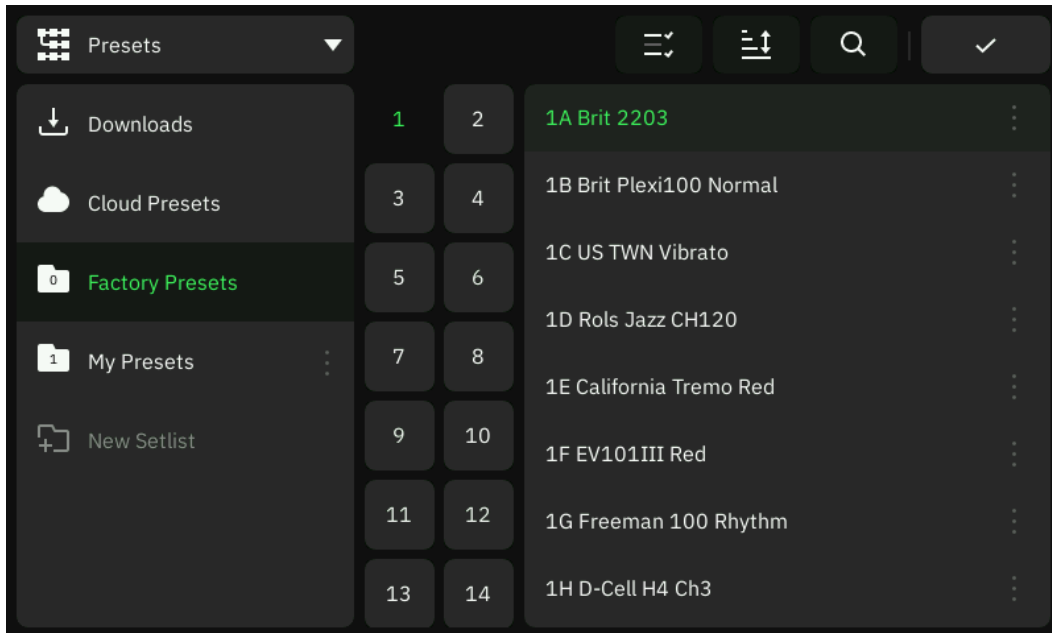 Presets
Downloads
Cloud Presets
0
Factory Presets
1
My Presets
New Setlist
1 2
3 4
5 6
7 8
9 10
11 12
13 14
1A Brit 2203
1B Brit Plexi100 Normal
1C US TWN Vibrato
1D Rols Jazz CH120
1E California Tremo Red
1F EV101III Red
1G Freeman 100 Rhythm
1H D-Cell H4 Ch3